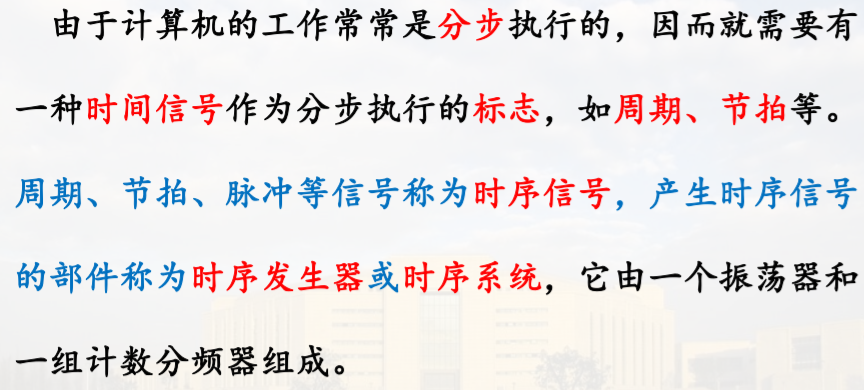 由于计算机的工作常常是分步执行的，因而就需要有
一种时间信号作为分步执行的标志，如周期、节拍等。
周期、节拍、脉冲等信号称为时序信号，产生时序信号
的部件称为时序发生器或时序系统，它由一个振荡器和
一组计数分频器组成。